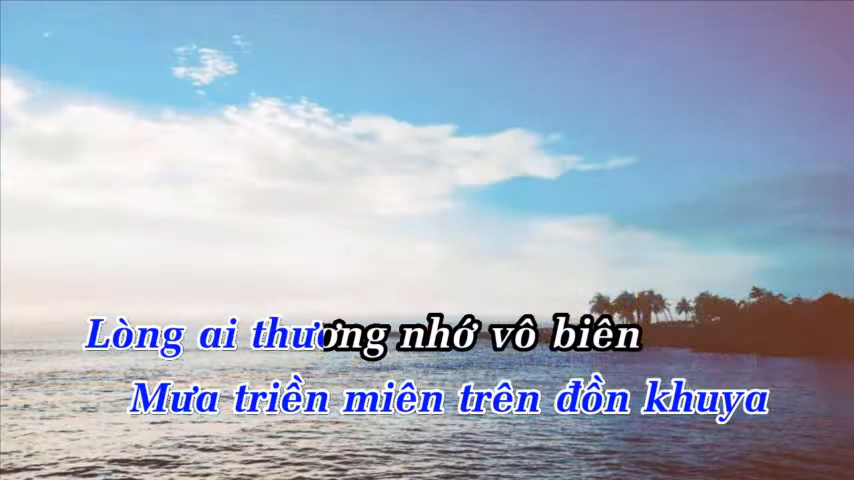 Lòng ai thương nhớ vô biên
Mưa triền miên trên đồn khuya